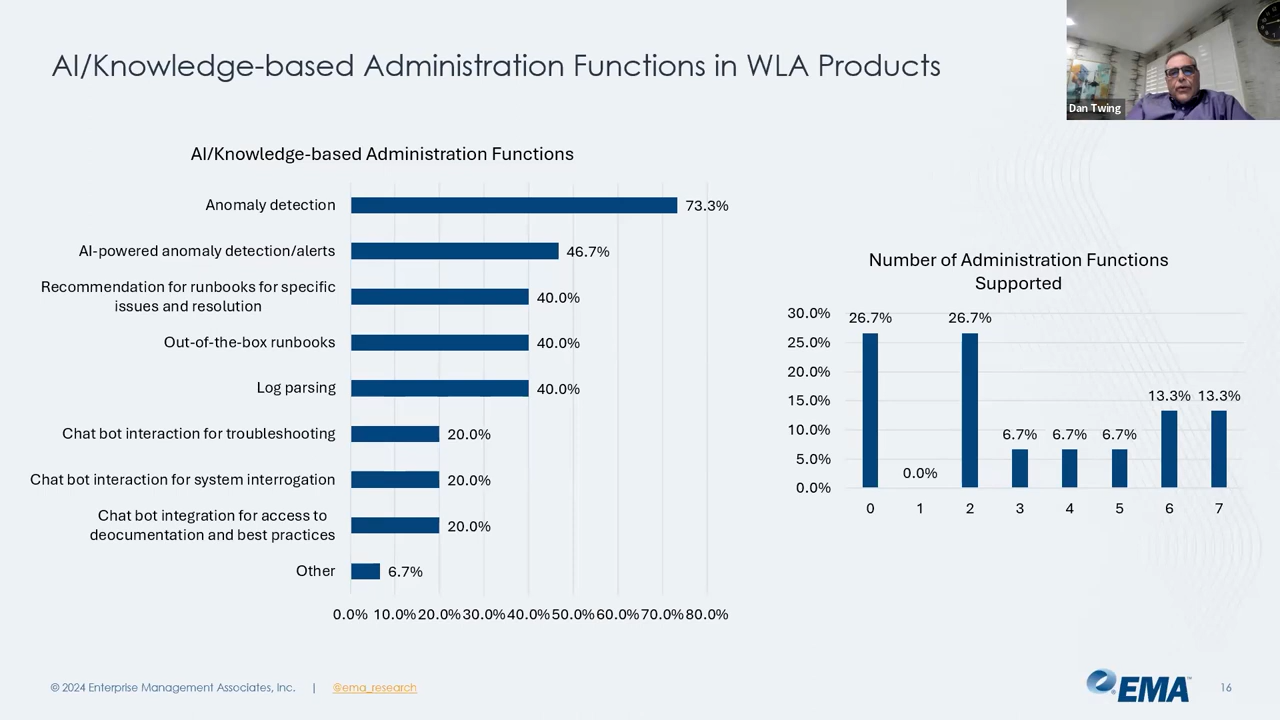 AI/Knowledge-based Administration Functions in WLA Products
Dan Twing
AI/Knowledge-based Administration Functions
Anomaly detection
73.3%
AI-powered anomaly detection/alerts
46.7%
Recommendation for runbooks for specific
issues and resolution
40.0%
Out-of-the-box runbooks
40.0%
Log parsing
40.0%
Chat bot interaction for troubleshooting
20.0%
Chat bot interaction for system interrogation
20.0%
Chat bot integration for access to
deocumentation and best practices
20.0%
Other
6.7%
0.0% 10.0% 20.0% 30.0% 40.0% 50.0% 60.0% 70.0% 80.0%
Number of Administration Functions
Supported
30.0%
25.0%
20.0%
15.0%
10.0%
5.0%
0.0%
26.7%
0.0%
26.7%
6.7%
6.7%
6.7%
13.3%
13.3%
0 1 2 3 4 5 6 7
© 2024 Enterprise Management Associates, Inc. | @ema_research
EMA™
16